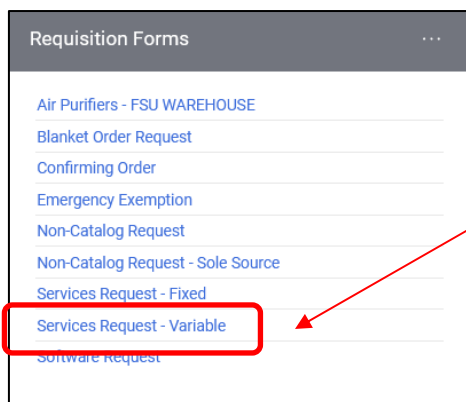 Requisition Forms ...
Air Purifiers - FSU WAREHOUSE
Blanket Order Request
Confirming Order
Emergency Exemption
Non-Catalog Request
Non-Catalog Request - Sole Source
Services Request - Fixed
Services Request - Variable
Software Request